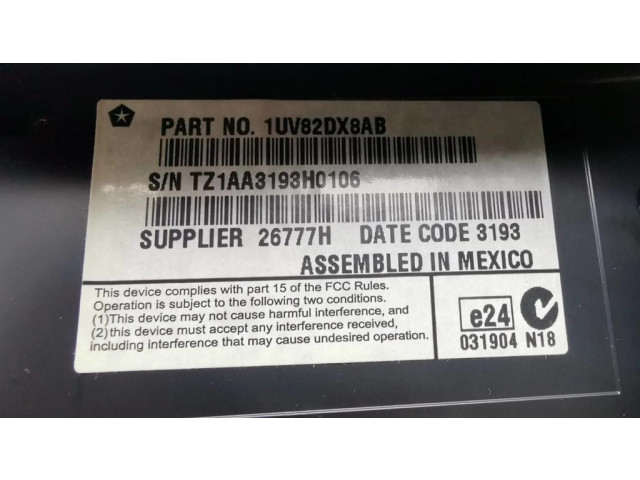 PART NO. 1UV82DX8AB
S/N TZ1AA3193H0106
SUPPLIER 26777H DATE CODE 3193
ASSEMBLED IN MEXICO
This device complies with part 15 of the FCC Rules.
Operation is subject to the following two conditions.
(1)This device may not cause harmful interference, and
(2)this device must accept any interference received,
including interference that may cause undesired operation.
e24
031904 N18